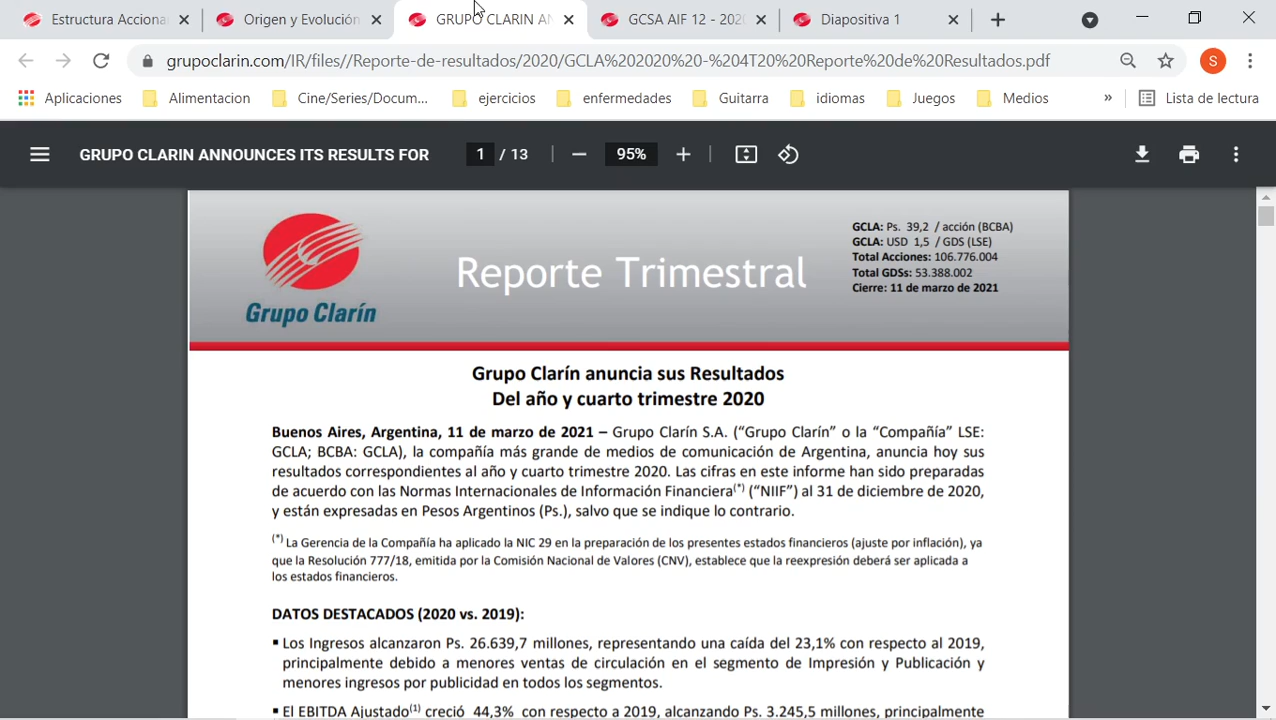 Estructura Acciona
Origen y Evolución
GRUPO CLARIN AN
GCSA AIF 12 - 202
Diapositiva 1
grupoclarin.com/IR/files//Reporte-de-resultados/2020/GCLA%202020%20-%204T%20%20Reporte%20de%20Resultados.pdf
S
Aplicaciones
Alimentacion
Cine/Series/Docum...
ejercicios
enfermedades
Guitarra
idiomas
Juegos
Medios
»
Lista de lectura
GRUPO CLARIN ANNOUNCES ITS RESULTS FOR
1 / 13
95%
Grupo Clarín
Reporte Trimestral
GCLA: Ps. 39,2 / acción (BCBA)
GCLA: USD 1,5 / GDS (LSE)
Total Acciones: 106.776.004
Total GDSs: 53.388.002
Cierre: 11 de marzo de 2021
Grupo Clarín anuncia sus Resultados
Del año y cuarto trimestre 2020
Buenos Aires, Argentina, 11 de marzo de 2021 – Grupo Clarín S.A. (“Grupo Clarín” o la “Compañía” LSE:
GCLA; BCBA: GCLA), la compañía más grande de medios de comunicación de Argentina, anuncia hoy sus
resultados correspondientes al año y cuarto trimestre 2020. Las cifras en este informe han sido preparadas
de acuerdo con las Normas Internacionales de Información Financiera(*) (“NIIF”) al 31 de diciembre de 2020,
y están expresadas en Pesos Argentinos (Ps.), salvo que se indique lo contrario.
(*) La Gerencia de la Compañía ha aplicado la NIC 29 en la preparación de los presentes estados financieros (ajuste por inflación), ya
que la Resolución 777/18, emitida por la Comisión Nacional de Valores (CNV), establece que la reexpresión deberá ser aplicada a
los estados financieros.
DATOS DESTACADOS (2020 vs. 2019):
▪ Los Ingresos alcanzaron Ps. 26.639,7 millones, representando una caída del 23,1% con respecto al 2019,
principalmente debido a menores ventas de circulación en el segmento de Impresión y Publicación y
menores ingresos por publicidad en todos los segmentos.
▪ El EBITDA Ajustado(1) creció 44,3% con respecto a 2019, alcanzando Ps. 3.245,5 millones, principalmente